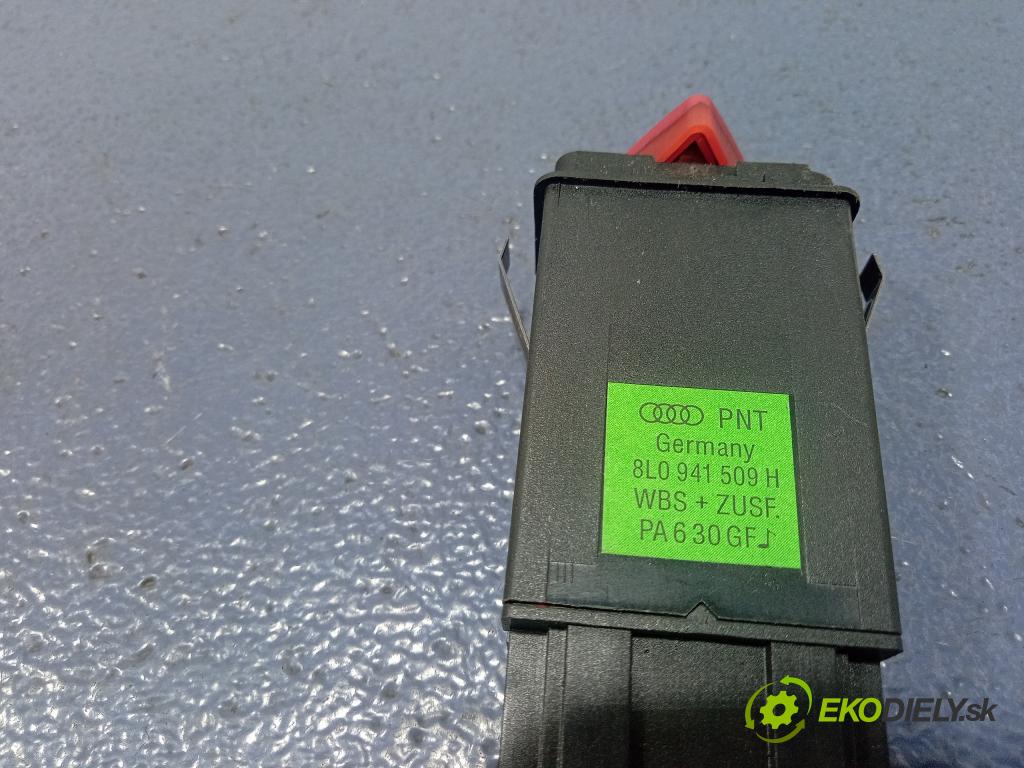 PNT
Germany
8L0 941 509 H
WBS + ZUSF.
PA 6 30 GF♪
EKODIELY.sk